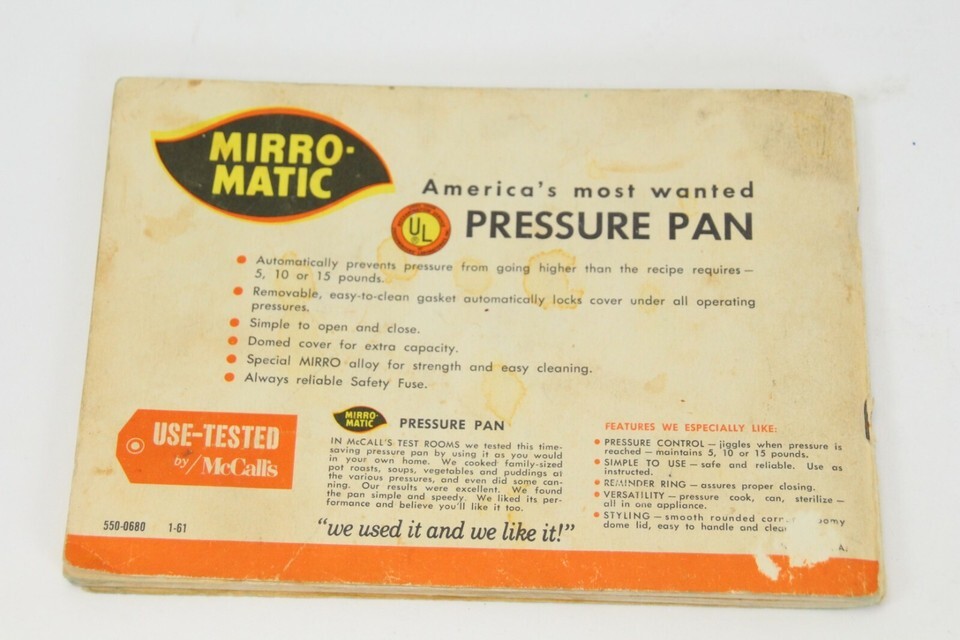 MIRRO-
MATIC
America's most wanted
UL
PRESSURE PAN
• Automatically prevents pressure from going higher than the recipe requires —
5, 10 or 15 pounds.
• Removable, easy-to-clean gasket automatically locks cover under all operating
pressures.
• Simple to open and close.
• Domed cover for extra capacity.
• Special MIRRO alloy for strength and easy cleaning.
• Always reliable Safety Fuse.
USE-TESTED
by McCall's
550-0680 1-61
MIRRO-
MATIC
PRESSURE PAN
IN McCALL'S TEST ROOMS we tested this time-
saving pressure pan by using it as you would
in your own home. We cooked family-sized
pot roasts, soups, vegetables and puddings at
the various pressures, and even did some can-
ning. Our results were excellent. We found
the pan simple and speedy. We liked its per-
formance and believe you'll like it too.
"we used it and we like it!"
FEATURES WE ESPECIALLY LIKE:
• PRESSURE CONTROL — jiggles when pressure is
reached — maintains 5, 10 or 15 pounds.
• SIMPLE TO USE — safe and reliable. Use as
instructed.
• REMINDER RING — assures proper closing.
• VERSATILITY — pressure cook, can, sterilize —
all in one appliance.
• STYLING — smooth rounded
dome lid, easy to handle and
A.